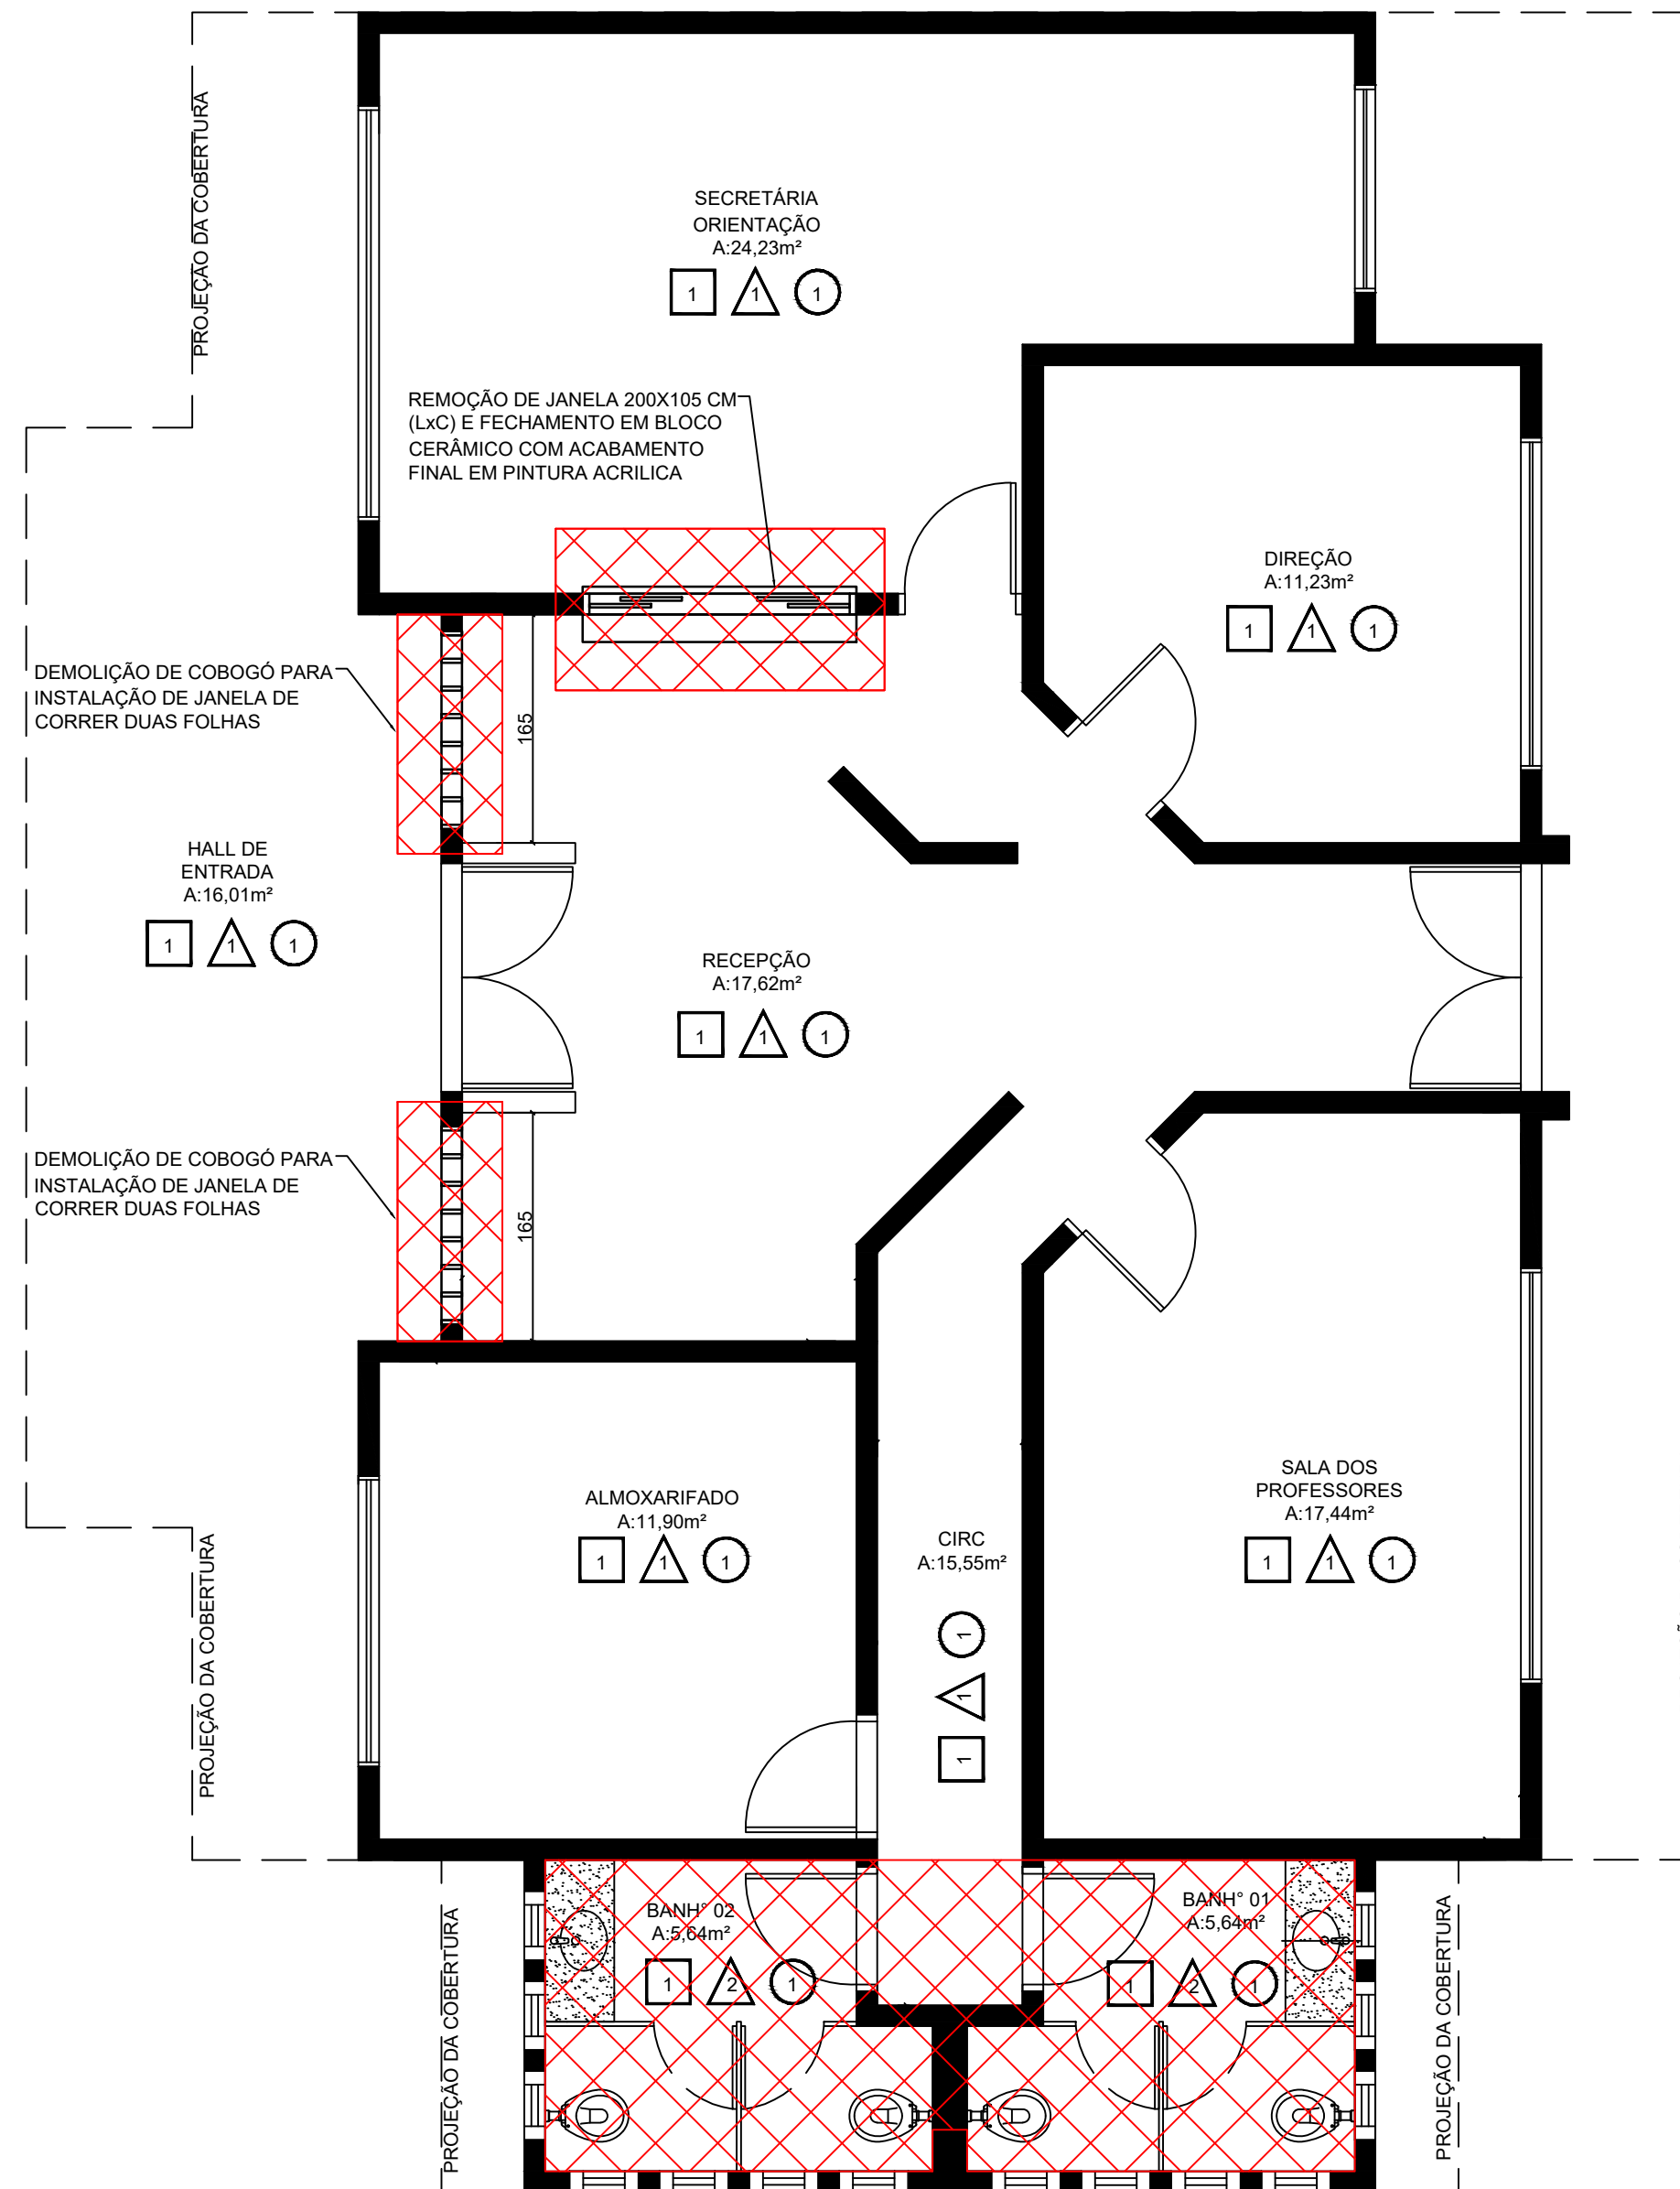 PROJEÇÃO DA COBERTURA
SECRETÁRIA
ORIENTAÇÃO
A:24,23m²
1 1 1
REMOÇÃO DE JANELA 200X105 CM
(LxC) E FECHAMENTO EM BLOCO
CERÂMICO COM ACABAMENTO
FINAL EM PINTURA ACRILICA
DIREÇÃO
A:11,23m²
1 1 1
DEMOLIÇÃO DE COBOGÓ PARA
INSTALAÇÃO DE JANELA DE
CORRER DUAS FOLHAS
165
HALL DE
ENTRADA
A:16,01m²
1 1 1
RECEPÇÃO
A:17,62m²
1 1 1
DEMOLIÇÃO DE COBOGÓ PARA
INSTALAÇÃO DE JANELA DE
CORRER DUAS FOLHAS
165
ALMOXARIFADO
A:11,90m²
1 1 1
CIRC
A:15,55m²
1
1
1
SALA DOS
PROFESSORES
A:17,44m²
1 1 1
PROJEÇÃO DA COBERTURA
BANH° 02
A:5,64m²
1 2 1
BANH° 01
A:5,64m²
1 2 1
PROJEÇÃO DA COBERTURA
PROJEÇÃO DA COBERTURA